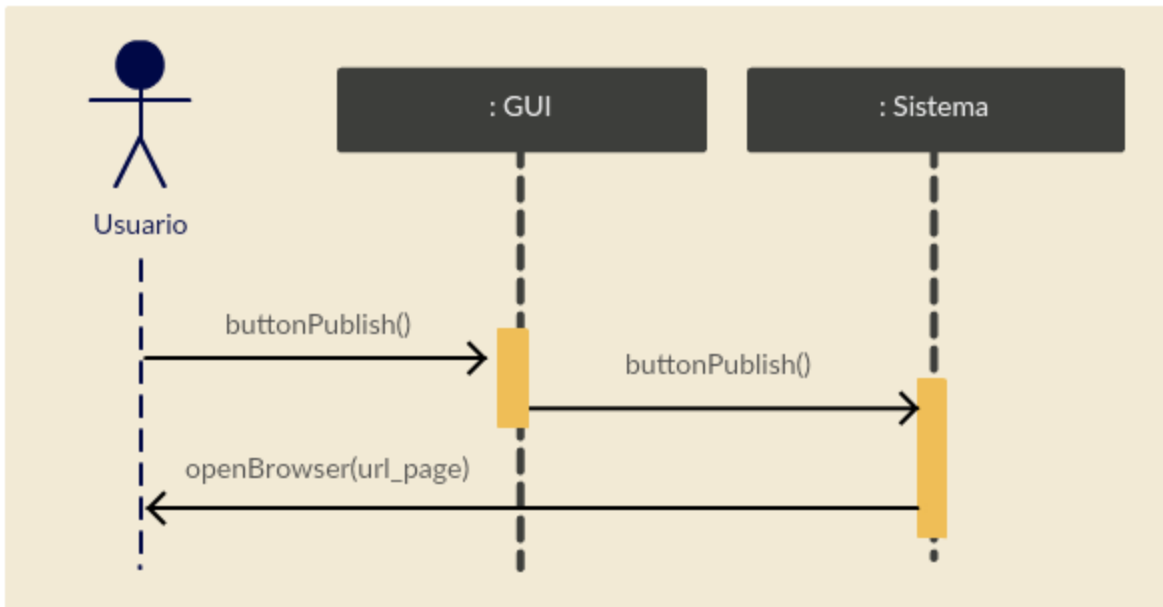 : GUI
: Sistema
Usuario
buttonPublish()
buttonPublish()
openBrowser(url_page)